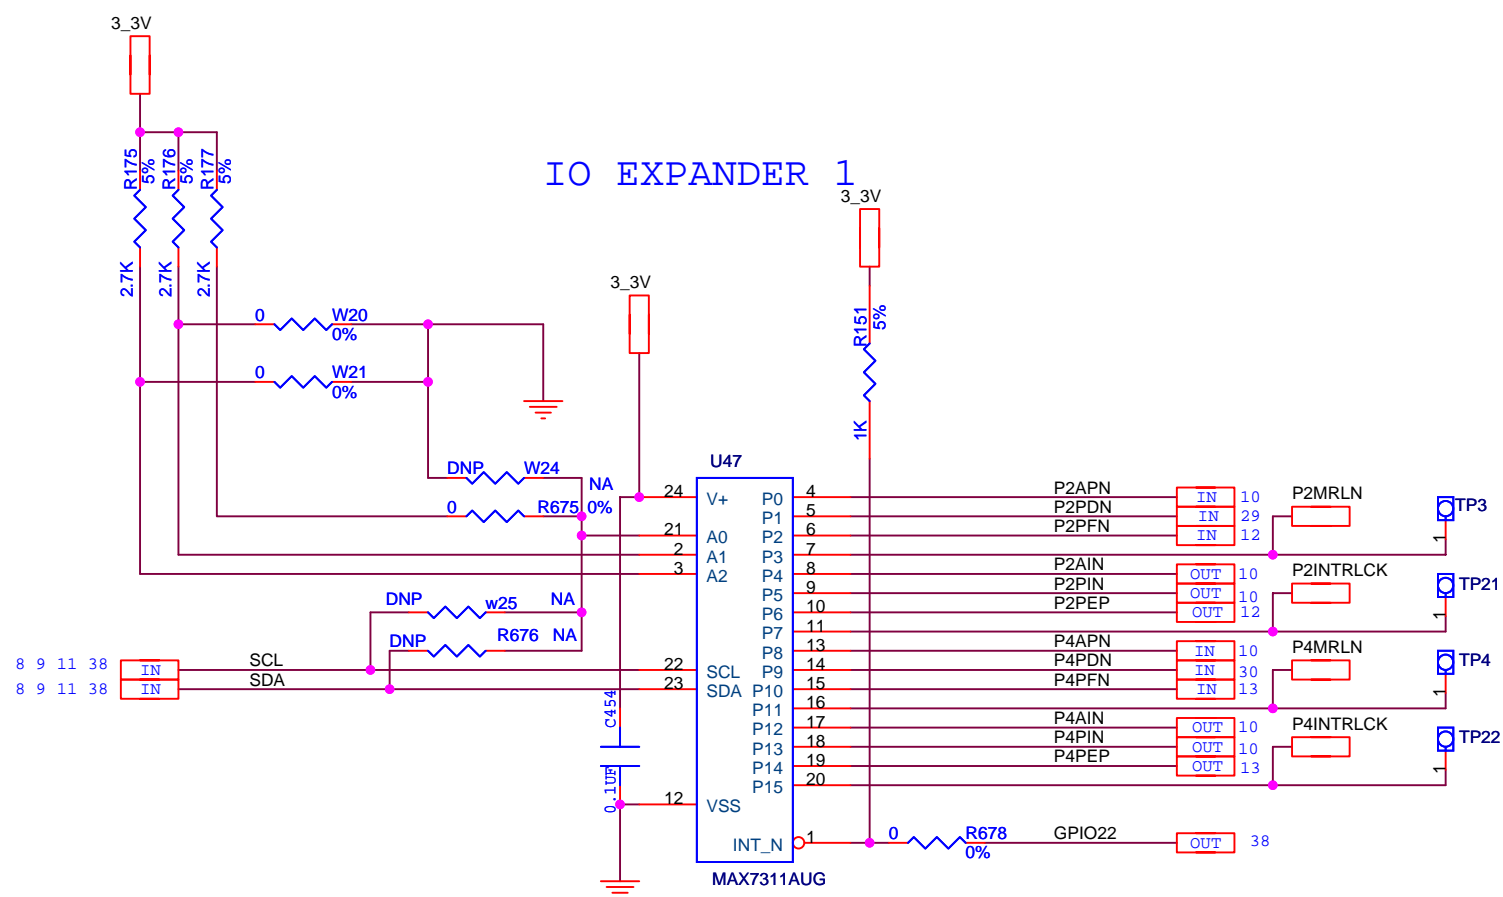 3_3V
IO EXPANDER 1
R175
5%
R176
5%
R177
5%
2.7K
2.7K
2.7K
3_3V
3_3V
0
W20
0%
0
W21
0%
R151
5%
1K
DNP
W24
NA
0
R675
0%
U47
24
V+
21
A0
2
A1
3
A2
22
SCL
23
SDA
12
VSS
P0
4
P2APN
IN
10
P1
5
P2PDN
IN
29
P2
6
P2PFN
IN
12
P3
7
P2MRLN
TP3
1
P4
8
P2AIN
OUT
10
P5
9
P2PIN
OUT
10
P6
10
P2PEP
OUT
12
P7
11
P2INTRLCK
TP21
1
P8
13
P4APN
IN
10
P9
14
P4PDN
IN
30
P10
15
P4PFN
IN
13
P11
16
P4MRLN
TP4
1
P12
17
P4AIN
OUT
10
P13
18
P4PIN
OUT
10
P14
19
P4PEP
OUT
13
P15
20
P4INTRLCK
TP22
1
DNP
w25
NA
DNP
R676
NA
8 9 11 38
IN
SCL
8 9 11 38
IN
SDA
C454
0.1UF
INT_N
1
0
R678
0%
GPIO22
OUT
38
MAX7311AUG